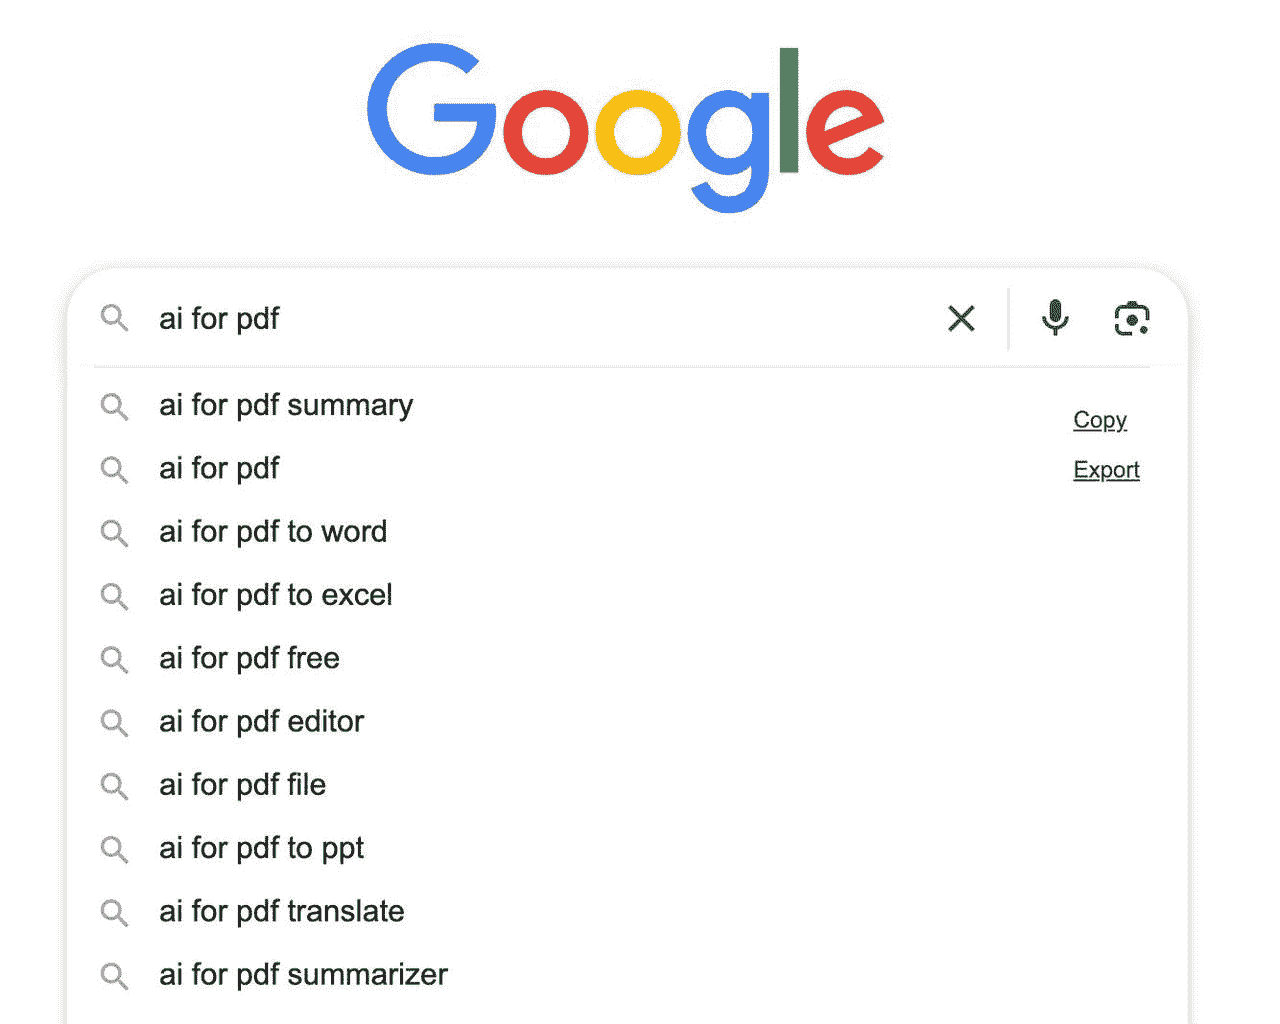 Google
ai for pdf
ai for pdf summary
Copy
ai for pdf
Export
ai for pdf to word
ai for pdf to excel
ai for pdf free
ai for pdf editor
ai for pdf file
ai for pdf to ppt
ai for pdf translate
ai for pdf summarizer